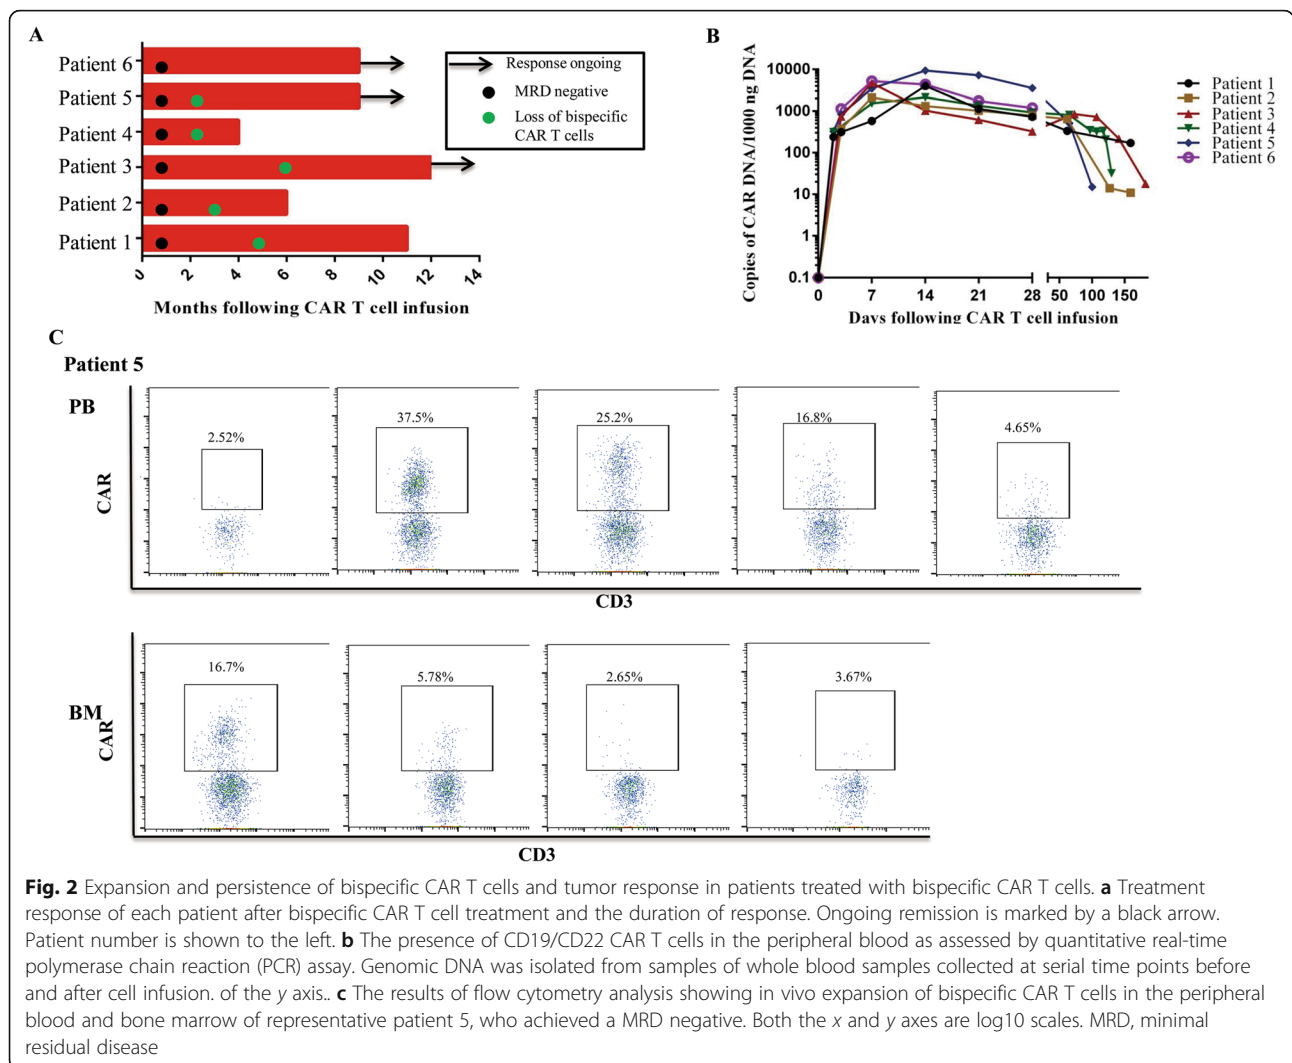 A
Patient 6
Patient 5
Patient 4
Patient 3
Patient 2
Patient 1
0 2 4 6 8 10 12 14
Months following CAR T cell infusion
Response ongoing
MRD negative
Loss of bispecific
CAR T cells
B
Copies of CAR DNA/1000 ng DNA
10000
1000
100
10
1
0.1
0 7 14 21 28 50 100 150
Days following CAR T cell infusion
Patient 1
Patient 2
Patient 3
Patient 4
Patient 5
Patient 6
C
Patient 5
PB
CAR
2.52%
37.5%
25.2%
16.8%
4.65%
CD3
BM
CAR
16.7%
5.78%
2.65%
3.67%
CD3
Fig. 2 Expansion and persistence of bispecific CAR T cells and tumor response in patients treated with bispecific CAR T cells. a Treatment
response of each patient after bispecific CAR T cell treatment and the duration of response. Ongoing remission is marked by a black arrow.
Patient number is shown to the left. b The presence of CD19/CD22 CAR T cells in the peripheral blood as assessed by quantitative real-time
polymerase chain reaction (PCR) assay. Genomic DNA was isolated from samples of whole blood samples collected at serial time points before
and after cell infusion. of the y axis.. c The results of flow cytometry analysis showing in vivo expansion of bispecific CAR T cells in the peripheral
blood and bone marrow of representative patient 5, who achieved a MRD negative. Both the x and y axes are log10 scales. MRD, minimal
residual disease